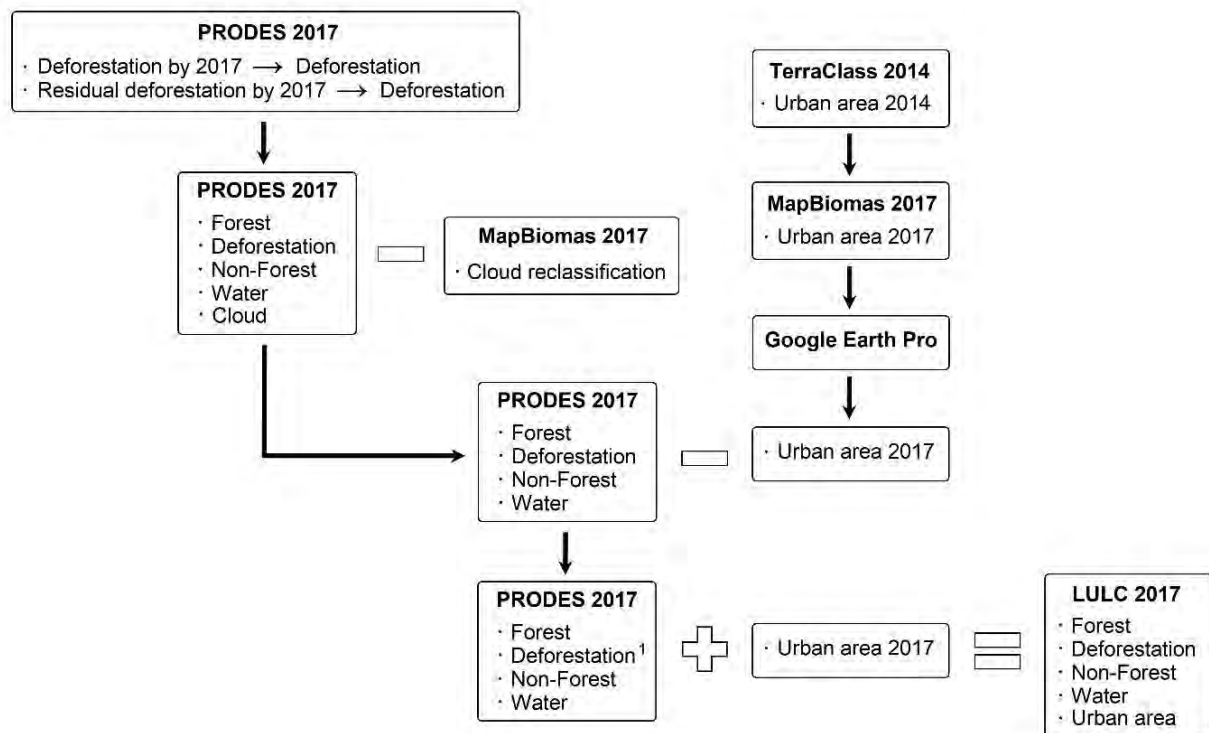 PRODES 2017
· Deforestation by 2017 → Deforestation
· Residual deforestation by 2017 → Deforestation
TerraClass 2014
· Urban area 2014
PRODES 2017
· Forest
· Deforestation
· Non-Forest
· Water
· Cloud
MapBiomas 2017
· Cloud reclassification
MapBiomas 2017
· Urban area 2017
Google Earth Pro
PRODES 2017
· Forest
· Deforestation
· Non-Forest
· Water
· Urban area 2017
PRODES 2017
· Forest
· Deforestation¹
· Non-Forest
· Water
· Urban area 2017
LULC 2017
· Forest
· Deforestation
· Non-Forest
· Water
· Urban area